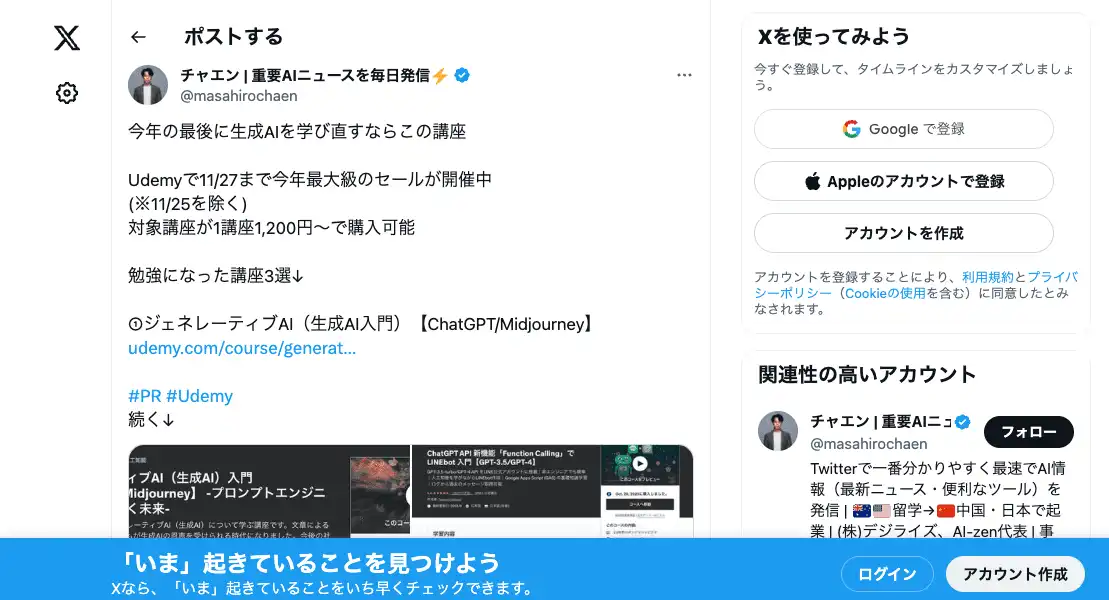 ポストする
チャエン | 重要AIニュースを毎日発信⚡
@masahirochaen
今年の最後に生成AIを学び直すならこの講座
Udemyで11/27まで今年最大級のセールが開催中
(※11/25を除く)
対象講座が1講座1,200円〜で購入可能
勉強になった講座3選↓
①ジェネレーティブAI（生成AI入門）【ChatGPT/Midjourney】
udemy.com/course/generat…
#PR #Udemy
続く↓
ィブAI（生成AI）入門
Midjourney】 -プロンプトエンジニ
く未来-
レーティブAI（生成AI）について学ぶ講座です。文章による
このコー
ChatGPT API 新機能「Function Calling」で
LINEbot 入門【GPT-3.5/GPT-4】
学習内容
Xを使ってみよう
今すぐ登録して、タイムラインをカスタマイズしましょ
う。
Google で登録
Appleのアカウントで登録
アカウントを作成
アカウントを登録することにより、利用規約とプライバ
シーポリシー（Cookieの使用を含む）に同意したとみ
なされます。
関連性の高いアカウント
チャエン | 重要AIニュ
@masahirochaen
フォロー
Twitterで一番分かりやすく最速でAI情
報（最新ニュース・便利なツール）を
発信 | 🇦🇺🇺🇸留学→🇨🇳中国・日本で起
業 | (株)デジライズ、AI-zen代表 | 事
「いま」起きていることを見つけよう
Xなら、「いま」起きていることをいち早くチェックできます。
ログイン
アカウント作成